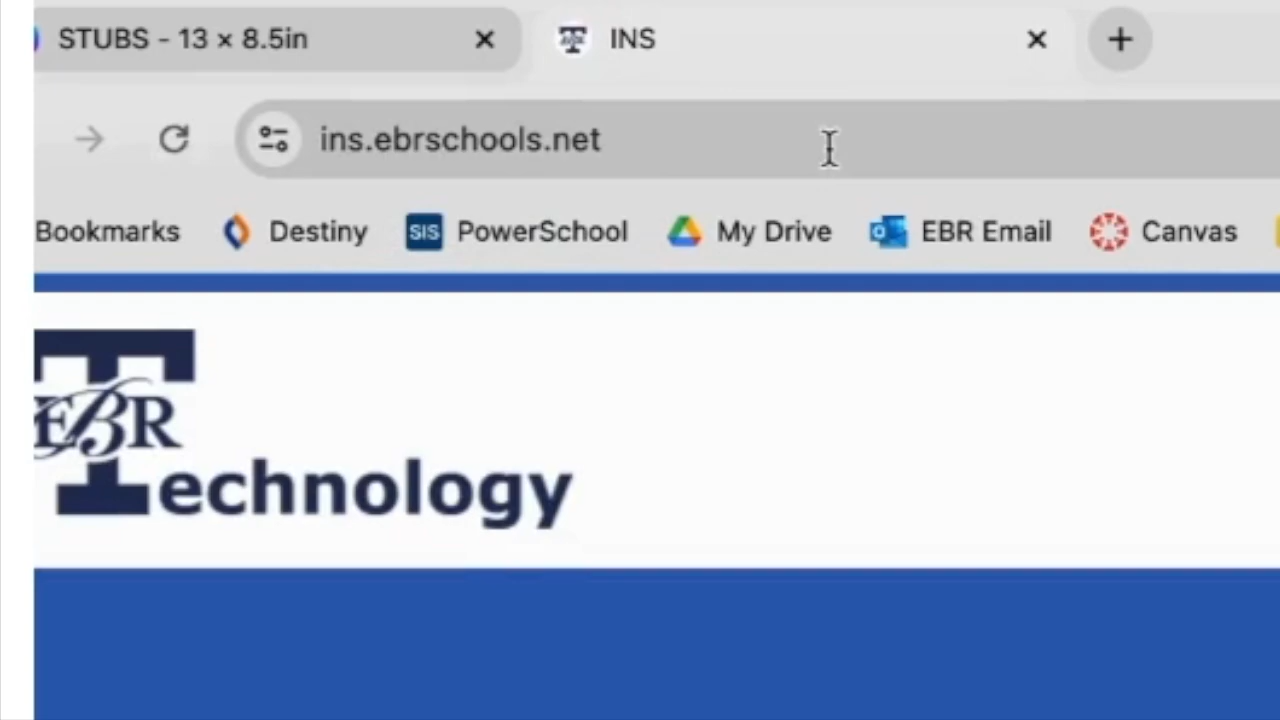 STUBS - 13 × 8.5in INS
ins.ebrschools.net
Bookmarks Destiny SIS PowerSchool My Drive EBR Email Canvas
EBR
Technology